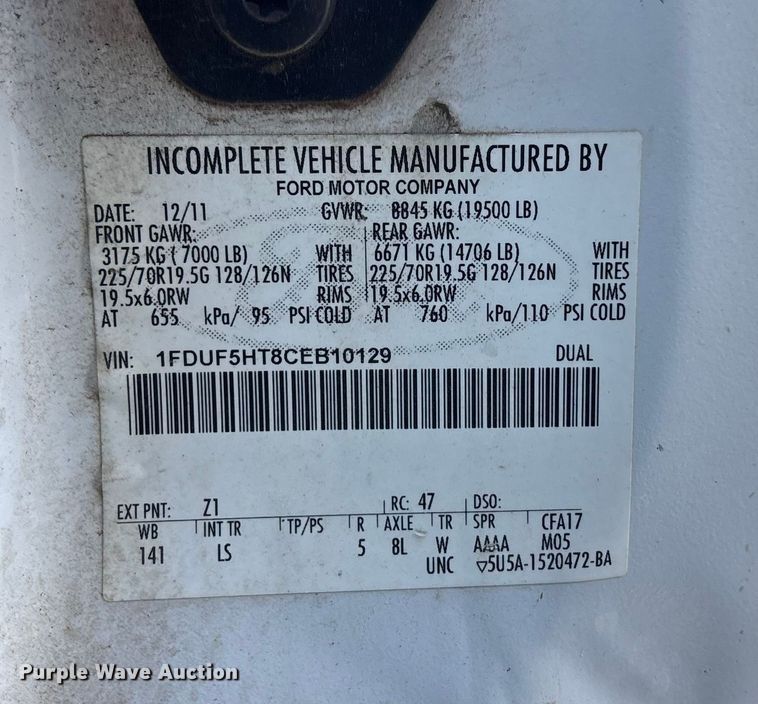 INCOMPLETE VEHICLE MANUFACTURED BY
FORD MOTOR COMPANY
DATE: 12/11 GVWR: 8845 KG (19500 LB)
FRONT GAWR: REAR GAWR:
3175 KG (7000 LB) WITH 6671 KG (14706 LB) WITH
225/70R19.5G 128/126N TIRES 225/70R19.5G 128/126N TIRES
19.5x6.0RW RIMS 19.5x6.0RW RIMS
AT 655 kPa/ 95 PSI COLD AT 760 kPa/110 PSI COLD
VIN: 1FDUF5HT8CEB10129 DUAL
EXT PNT: Z1 RC: 47 DSO:
WB INT TR TP/PS R AXLE TR SPR CFA17
141 LS 5 8L W AAAA M05
UNC ▽5U5A-1520472-BA
Purple Wave Auction